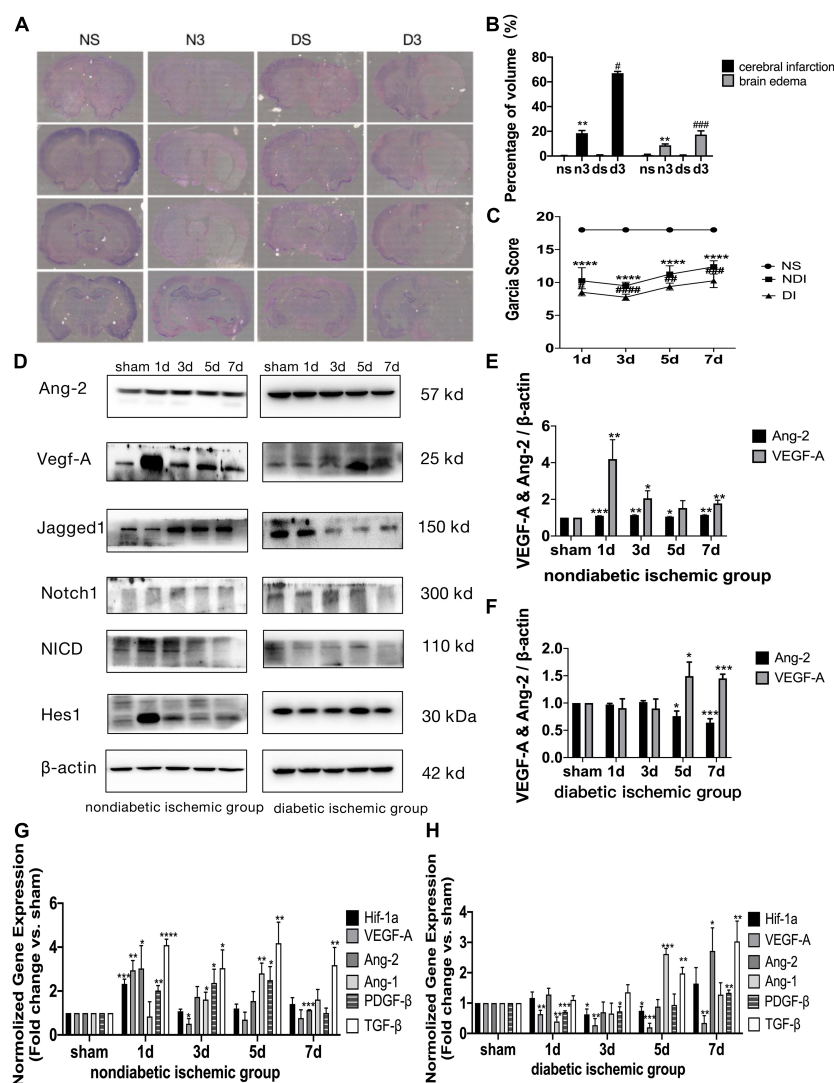 A
NS N3 DS D3
B
Percentage of volume (%)
80
60
40
20
0
**
#
**
###
ns n3 ds d3 ns n3 ds d3
cerebral infarction
brain edema
C
Garcia Score
20
15
10
5
0
**** **** **** ****
# #### ## ###
1d 3d 5d 7d
NS
NDI
DI
D
sham 1d 3d 5d 7d sham 1d 3d 5d 7d
Ang-2 57 kd
Vegf-A 25 kd
Jagged1 150 kd
Notch1 300 kd
NICD 110 kd
Hes1 30 kDa
β-actin 42 kd
nondiabetic ischemic group diabetic ischemic group
E
VEGF-A & Ang-2 / β-actin
6
4
2
0
*** ** ** * * ** **
sham 1d 3d 5d 7d
nondiabetic ischemic group
Ang-2
VEGF-A
F
VEGF-A & Ang-2 / β-actin
2.0
1.5
1.0
0.5
0.0
* * *** ***
sham 1d 3d 5d 7d
diabetic ischemic group
Ang-2
VEGF-A
G
Normolized Gene Expression
(Fold change vs. sham)
6
4
2
0
*** ** * ** **** * * * * ** * ** * *** **
sham 1d 3d 5d 7d
nondiabetic ischemic group
Hif-1a
VEGF-A
Ang-2
Ang-1
PDGF-β
TGF-β
H
Normolized Gene Expression
(Fold change vs. sham)
4
3
2
1
0
* ** *** * * * * *** *** ** ** * ** **
sham 1d 3d 5d 7d
diabetic ischemic group
Hif-1a
VEGF-A
Ang-2
Ang-1
PDGF-β
TGF-β